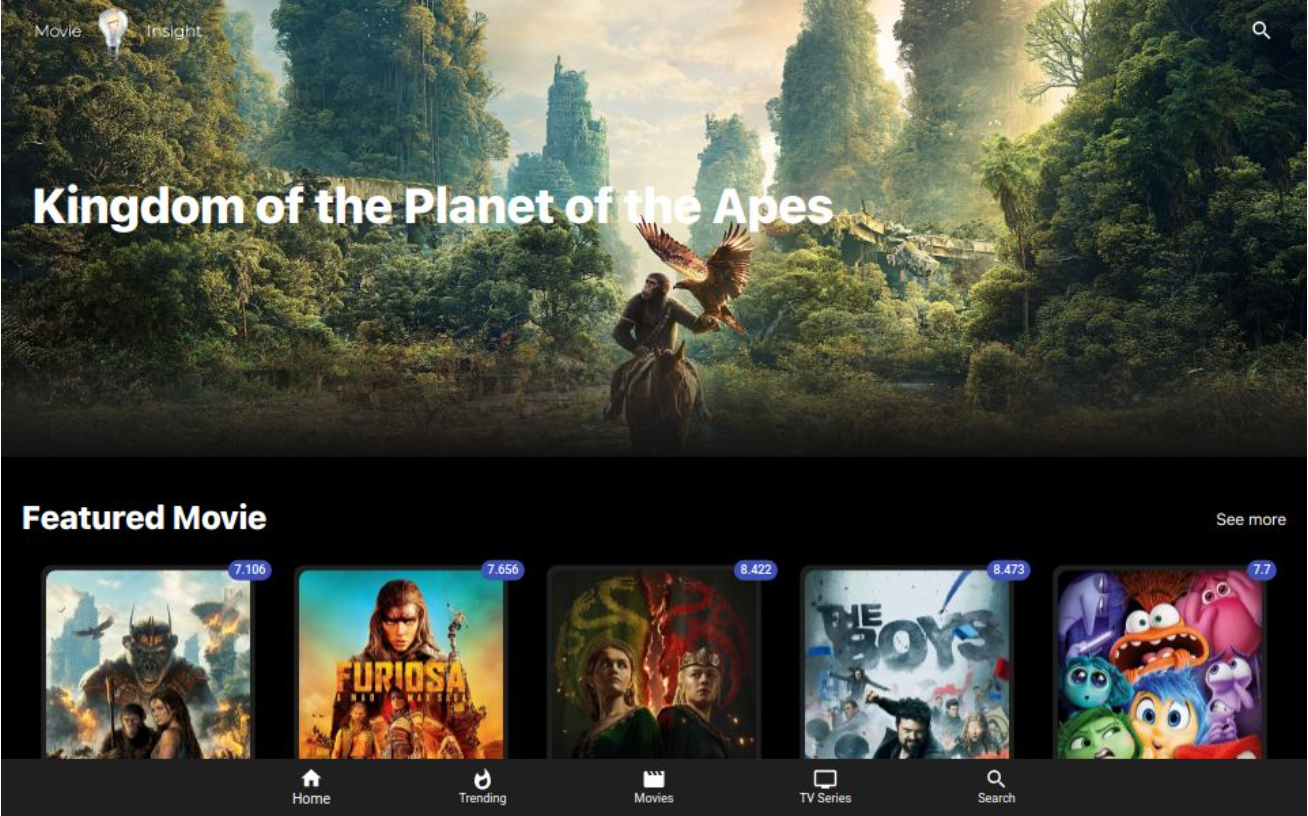 Movie Insight
Kingdom of the Planet of the Apes
Featured Movie
See more
7.106
7.656
8.422
8.473
7.7
FURIOSA
A MAD MAX SAGA
THE
BOYS
Home
Trending
Movies
TV Series
Search